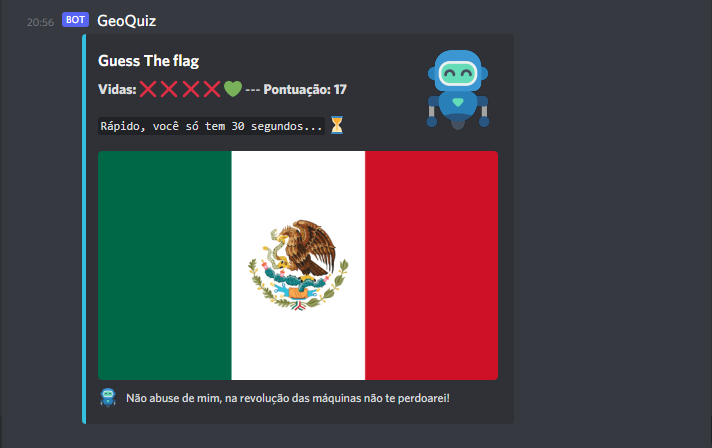 20:56 BOT GeoQuiz
Guess The flag
Vidas: ❌❌❌❌💚 --- Pontuação: 17
Rápido, você só tem 30 segundos... ⏳
Não abuse de mim, na revolução das máquinas não te perdoarei!